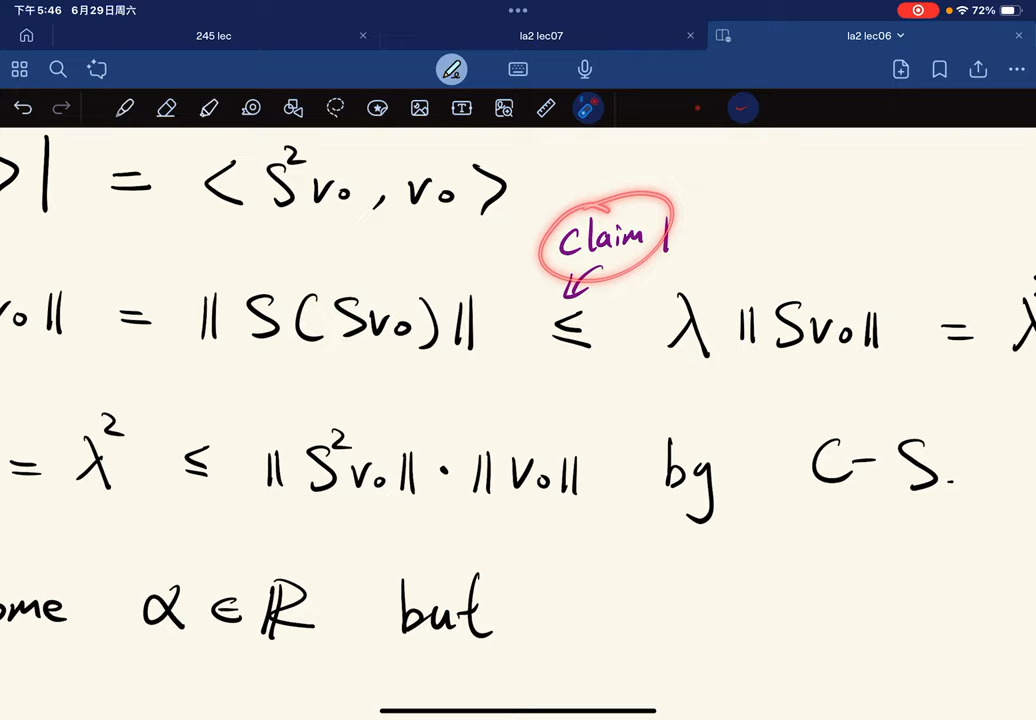 下午5:46 6月29日周六
72%
245 lec
la2 lec07
la2 lec06
>| = <S²v₀, v₀>
claim 1
v₀‖ = ‖S(Sv₀)‖ ≤ λ‖Sv₀‖ = λ
= λ² ≤ ‖S²v₀‖·‖v₀‖ by C-S.
ome α ∈ ℝ but